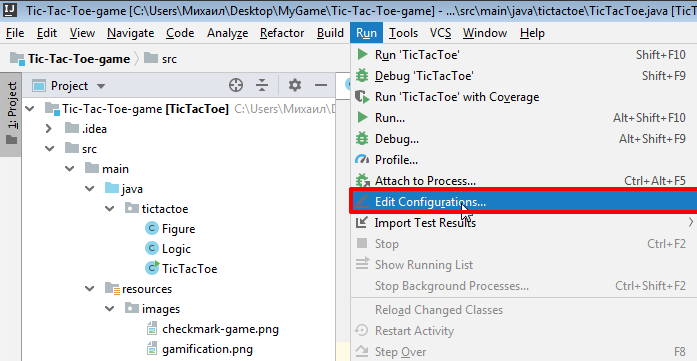 Tic-Tac-Toe-game [C:\Users\Михаил\Desktop\MyGame\Tic-Tac-Toe-game] - ...\src\main\java\tictactoe\TicTacToe.java [TicT
File Edit View Navigate Code Analyze Refactor Build Run Tools VCS Window Help
Tic-Tac-Toe-game src
1: Project
Project
Tic-Tac-Toe-game [TicTacToe] C:\Users\Михаил\D
.idea
src
main
java
tictactoe
Figure
Logic
TicTacToe
resources
images
checkmark-game.png
gamification.png
Run 'TicTacToe' Shift+F10
Debug 'TicTacToe' Shift+F9
Run 'TicTacToe' with Coverage
Run... Alt+Shift+F10
Debug... Alt+Shift+F9
Profile...
Attach to Process... Ctrl+Alt+F5
Edit Configurations...
Import Test Results
Stop Ctrl+F2
Show Running List
Stop Background Processes... Ctrl+Shift+F2
Reload Changed Classes
Restart Activity
Step Over F8